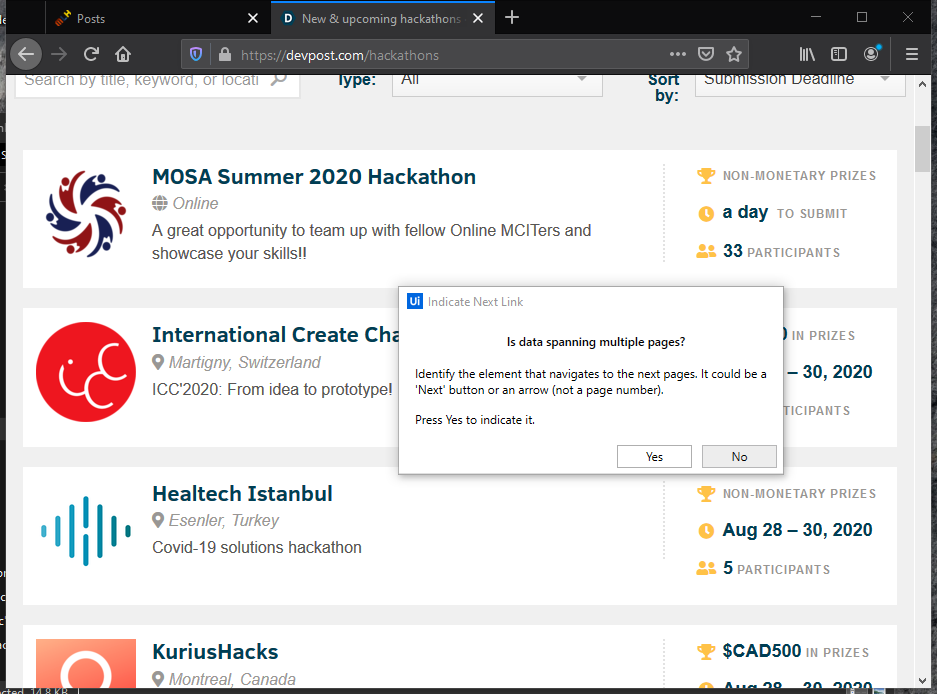 Posts
New & upcoming hackathons
https://devpost.com/hackathons
Search by title, keyword, or locati
Type:
All
Sort
by:
Submission Deadline
MOSA Summer 2020 Hackathon
Online
A great opportunity to team up with fellow Online MCITers and
showcase your skills!!
NON-MONETARY PRIZES
a day TO SUBMIT
33 PARTICIPANTS
International Create Cha
Martigny, Switzerland
ICC'2020: From idea to prototype!
IN PRIZES
– 30, 2020
TICIPANTS
Ui Indicate Next Link
Is data spanning multiple pages?
Identify the element that navigates to the next pages. It could be a
'Next' button or an arrow (not a page number).
Press Yes to indicate it.
Yes
No
Healtech Istanbul
Esenler, Turkey
Covid-19 solutions hackathon
NON-MONETARY PRIZES
Aug 28 – 30, 2020
5 PARTICIPANTS
KuriusHacks
Montreal, Canada
$CAD500 IN PRIZES
Aug 28 – 30, 2020